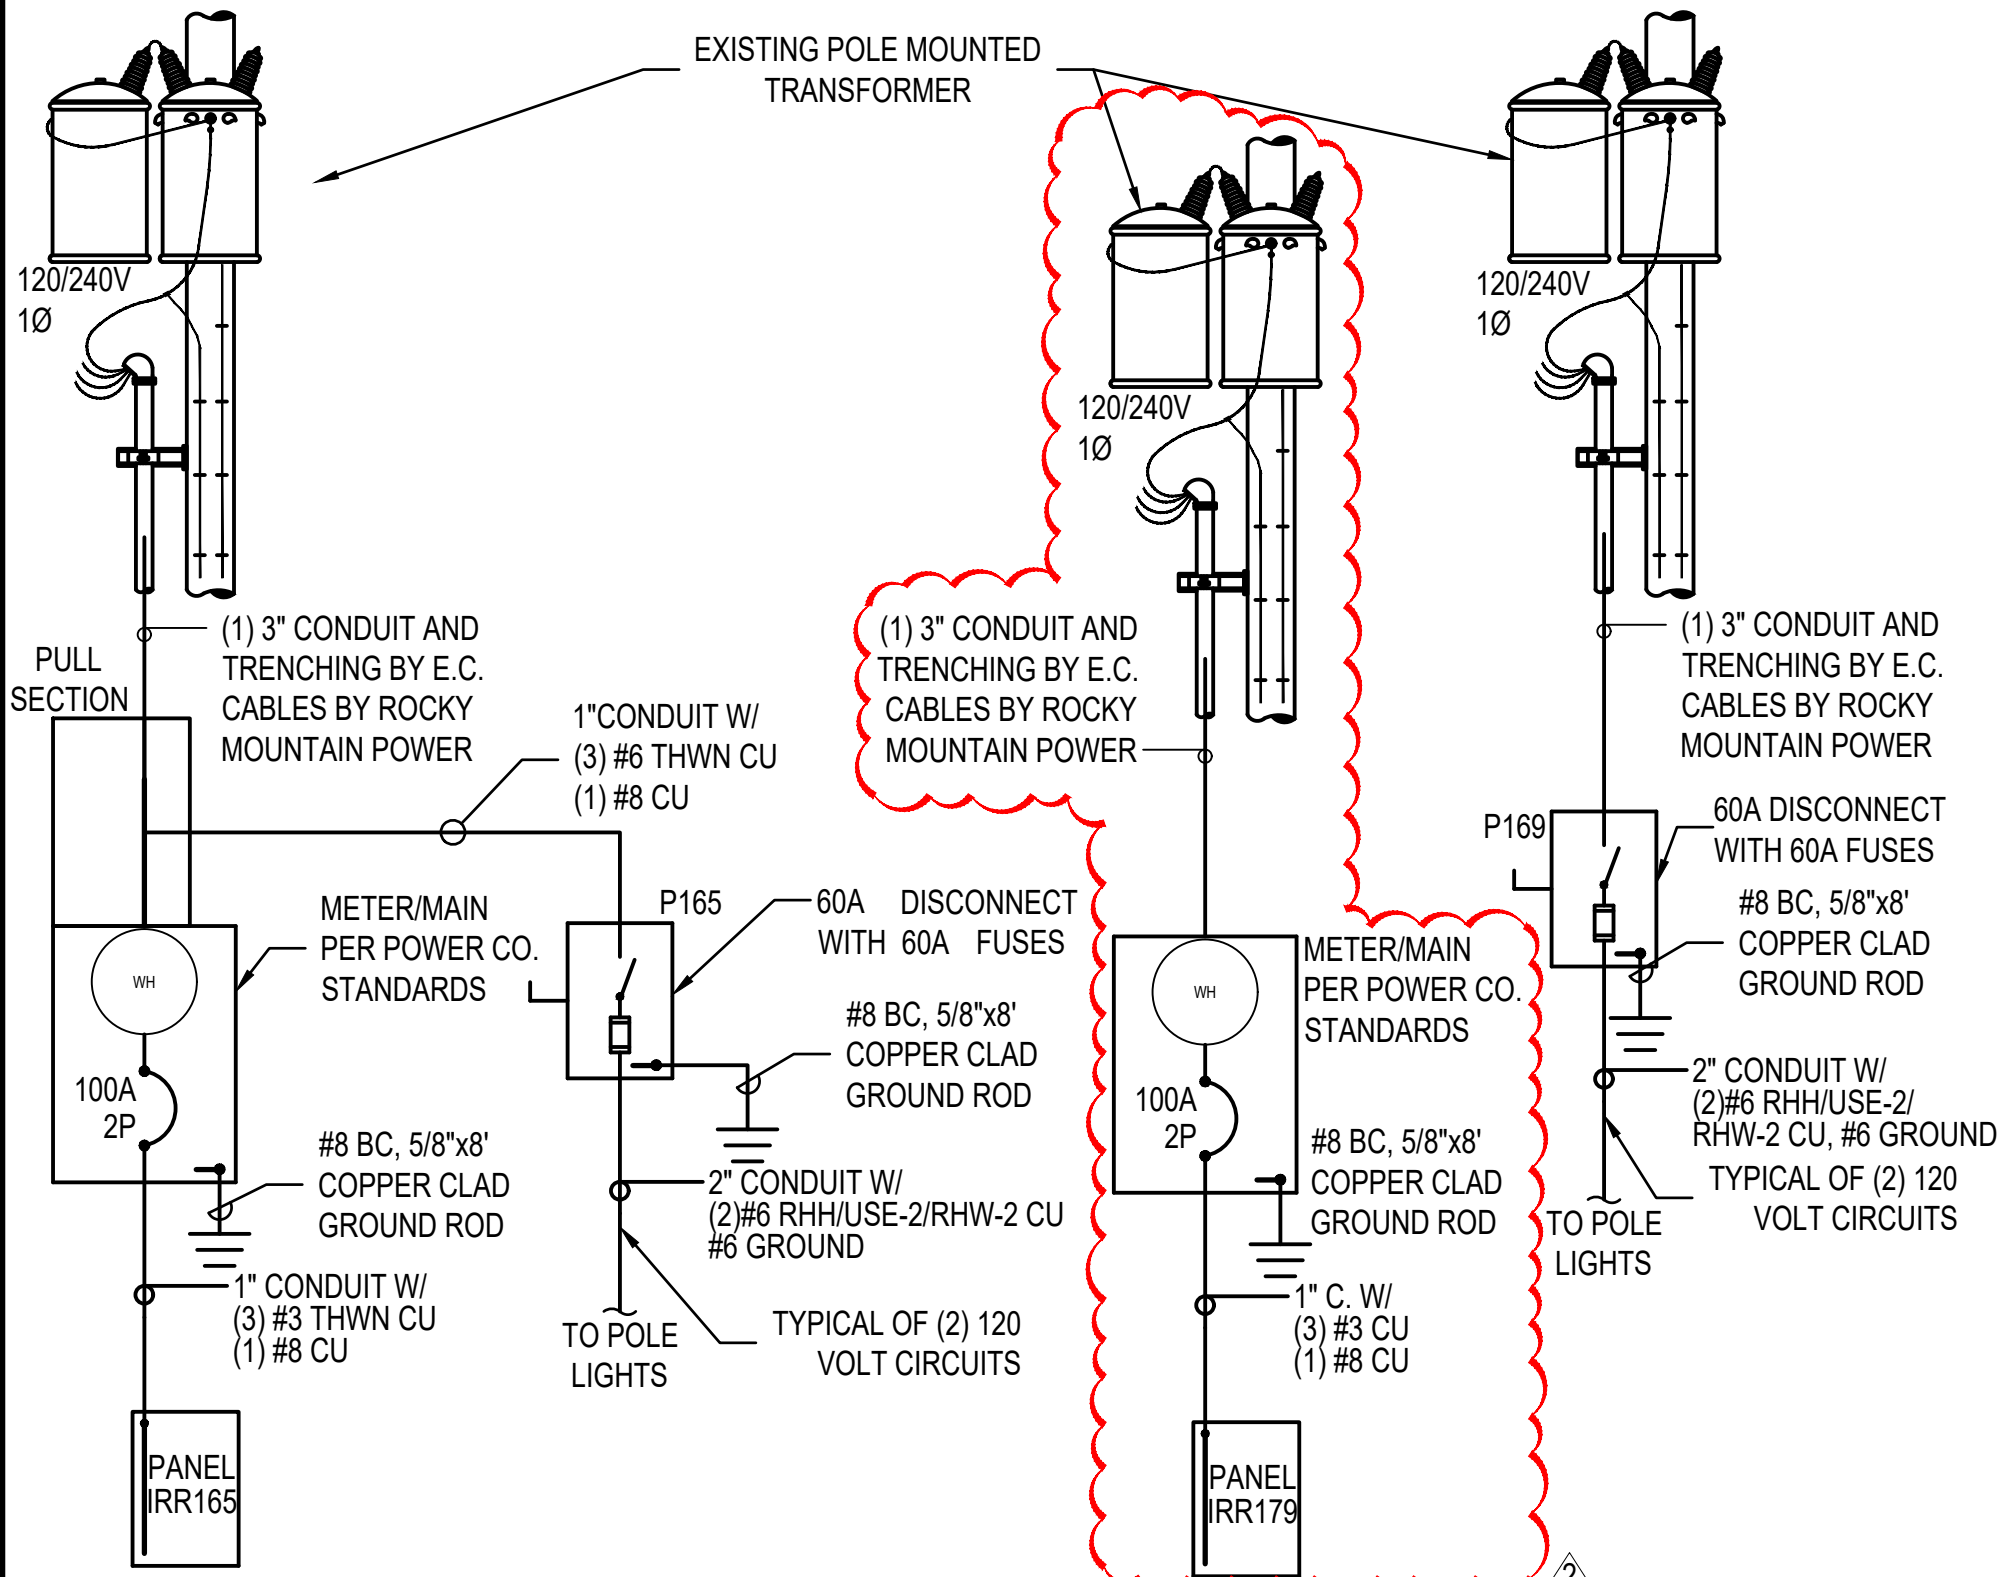 EXISTING POLE MOUNTED
TRANSFORMER
120/240V
1Ø
120/240V
1Ø
120/240V
1Ø
(1) 3" CONDUIT AND
TRENCHING BY E.C.
CABLES BY ROCKY
MOUNTAIN POWER
PULL
SECTION
1"CONDUIT W/
(3) #6 THWN CU
(1) #8 CU
METER/MAIN
PER POWER CO.
STANDARDS
WH
100A
2P
#8 BC, 5/8"x8'
COPPER CLAD
GROUND ROD
1" CONDUIT W/
(3) #3 THWN CU
(1) #8 CU
PANEL
IRR165
P165
60A DISCONNECT
WITH 60A FUSES
#8 BC, 5/8"x8'
COPPER CLAD
GROUND ROD
2" CONDUIT W/
(2)#6 RHH/USE-2/RHW-2 CU
#6 GROUND
TO POLE
LIGHTS
TYPICAL OF (2) 120
VOLT CIRCUITS
(1) 3" CONDUIT AND
TRENCHING BY E.C.
CABLES BY ROCKY
MOUNTAIN POWER
METER/MAIN
PER POWER CO.
STANDARDS
WH
100A
2P
#8 BC, 5/8"x8'
COPPER CLAD
GROUND ROD
1" C. W/
(3) #3 CU
(1) #8 CU
PANEL
IRR179
(1) 3" CONDUIT AND
TRENCHING BY E.C.
CABLES BY ROCKY
MOUNTAIN POWER
P169
60A DISCONNECT
WITH 60A FUSES
#8 BC, 5/8"x8'
COPPER CLAD
GROUND ROD
2" CONDUIT W/
(2)#6 RHH/USE-2/
RHW-2 CU, #6 GROUND
TYPICAL OF (2) 120
VOLT CIRCUITS
TO POLE
LIGHTS
2